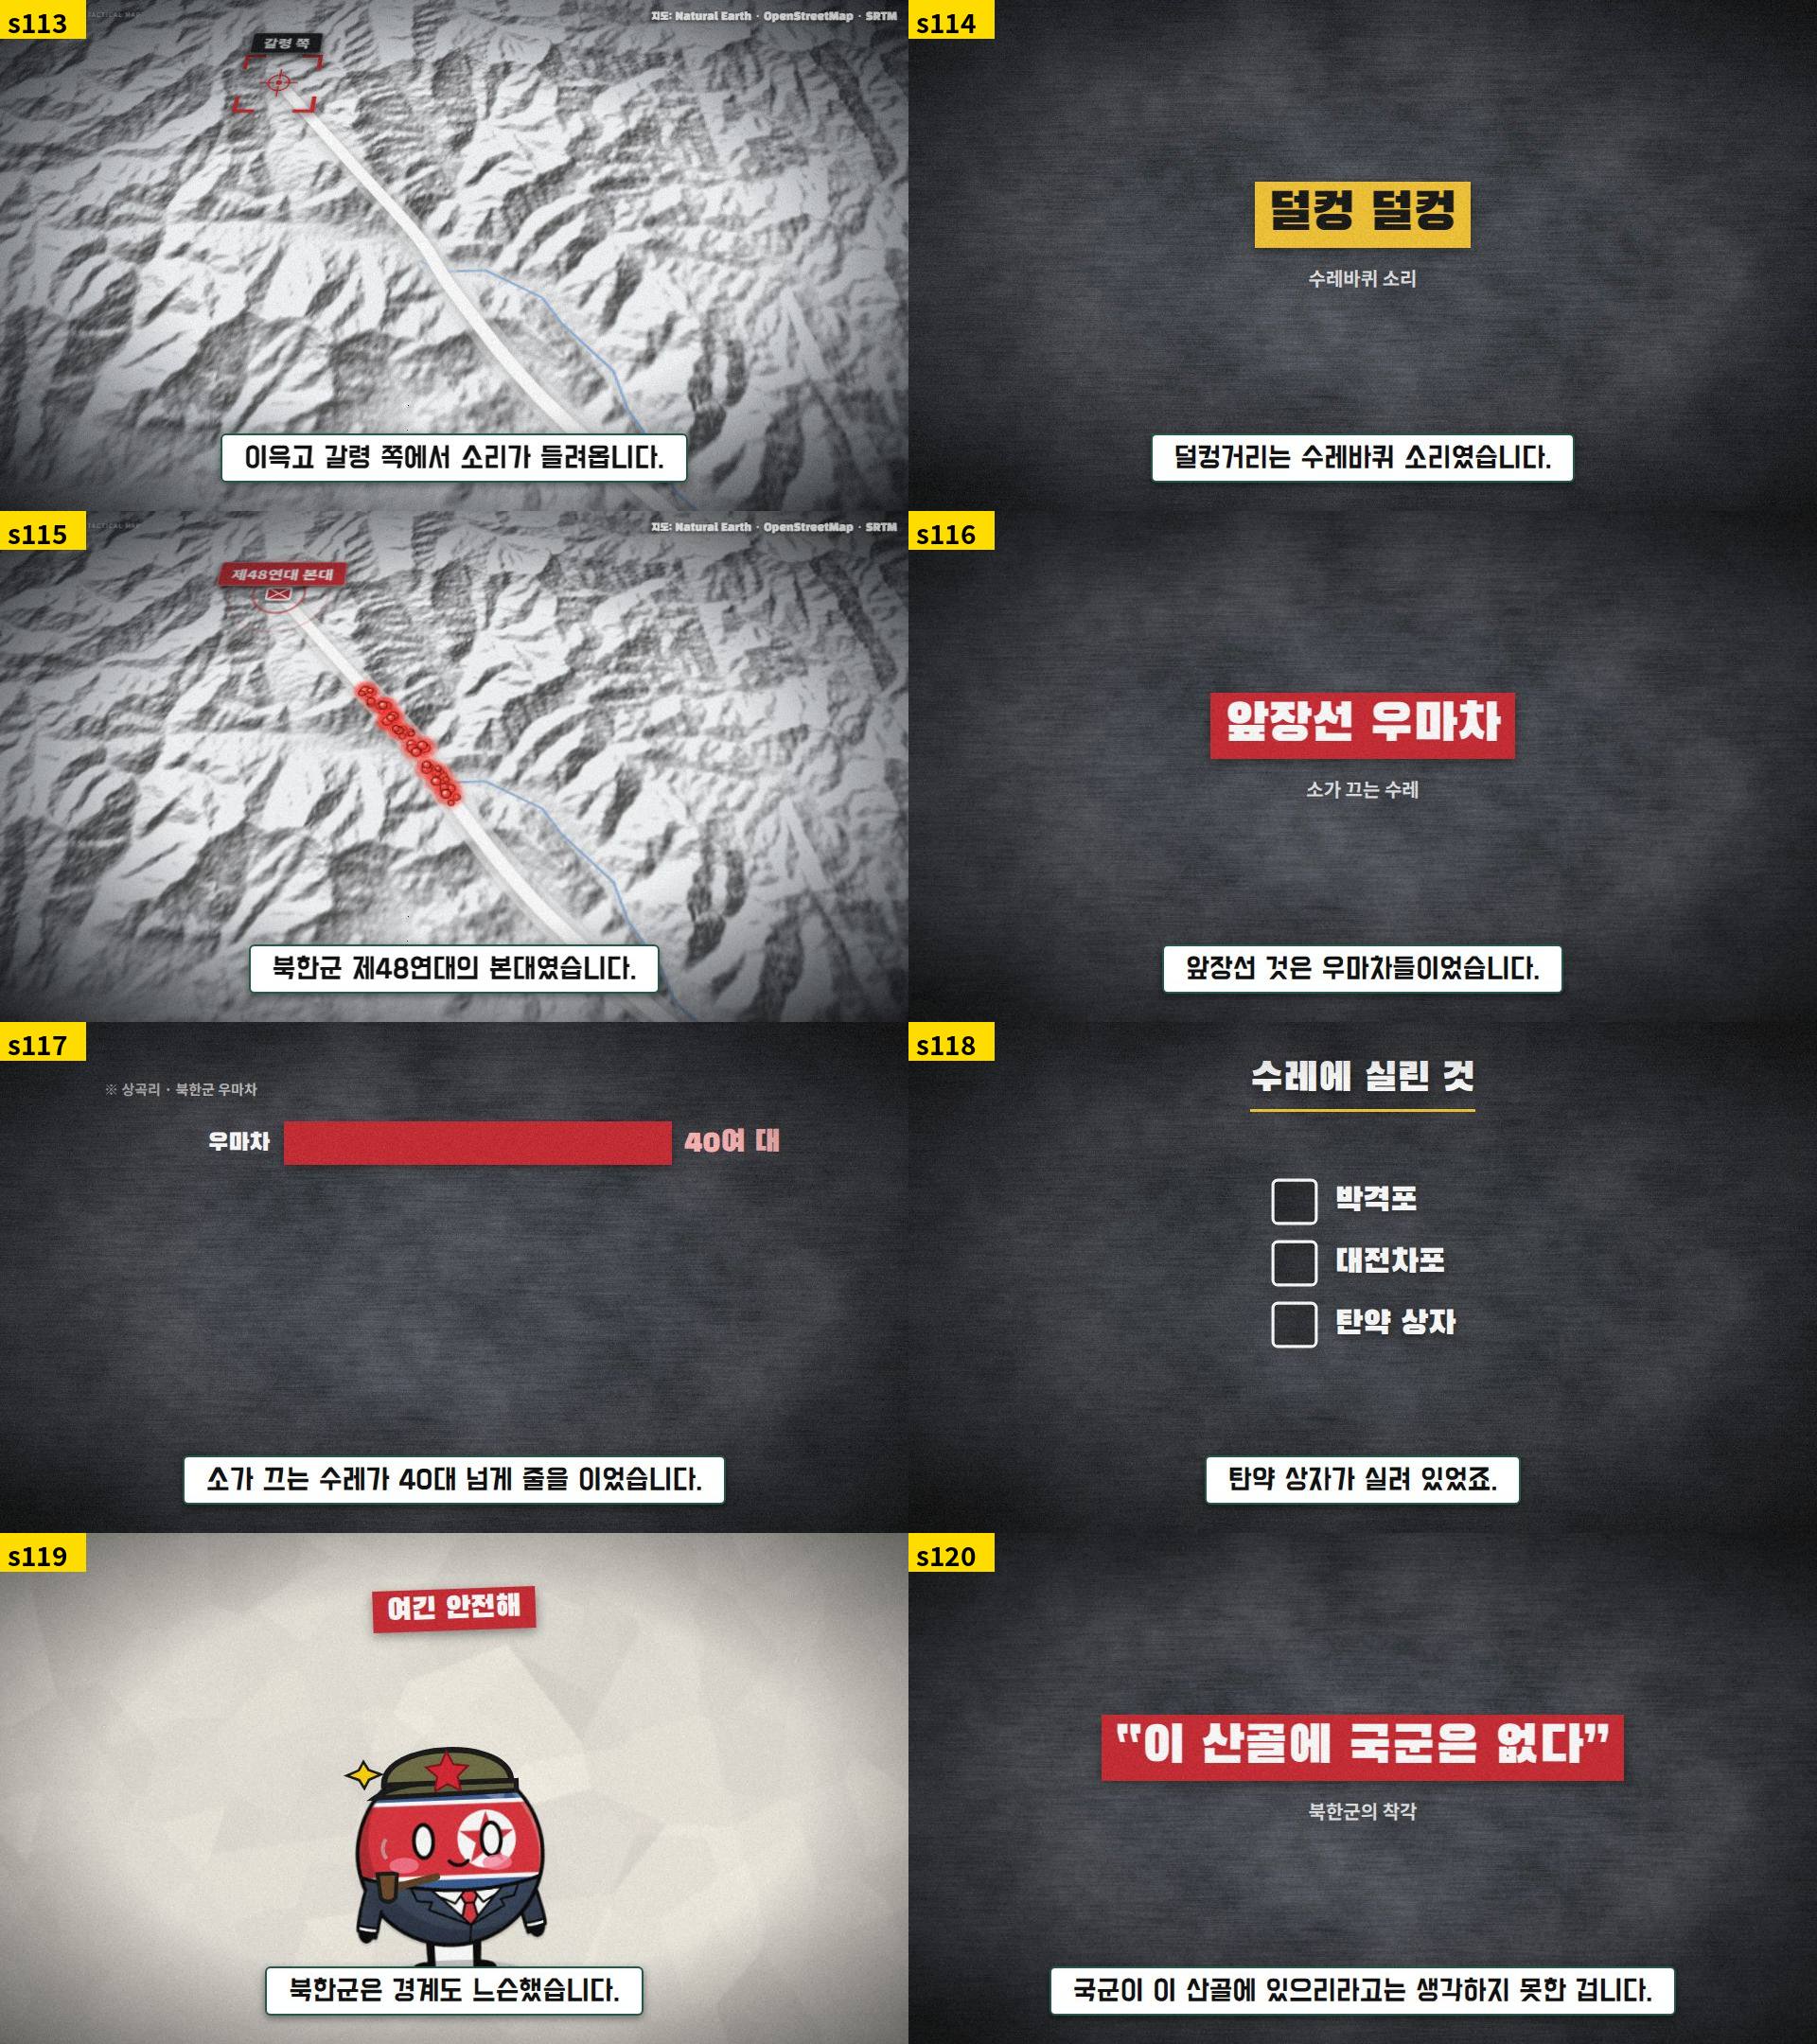 s113
TACTICAL MAP
지도: Natural Earth · OpenStreetMap · SRTM
갈령 쪽
이윽고 갈령 쪽에서 소리가 들려옵니다.
s114
덜컹 덜컹
수레바퀴 소리
덜컹거리는 수레바퀴 소리였습니다.
s115
TACTICAL MAP
지도: Natural Earth · OpenStreetMap · SRTM
제48연대 본대
북한군 제48연대의 본대였습니다.
s116
앞장선 우마차
소가 끄는 수레
앞장선 것은 우마차들이었습니다.
s117
※ 상곡리 · 북한군 우마차
우마차 40여 대
소가 끄는 수레가 40대 넘게 줄을 이었습니다.
s118
수레에 실린 것
박격포
대전차포
탄약 상자
탄약 상자가 실려 있었죠.
s119
여긴 안전해
북한군은 경계도 느슨했습니다.
s120
“이 산골에 국군은 없다”
북한군의 착각
국군이 이 산골에 있으리라고는 생각하지 못한 겁니다.